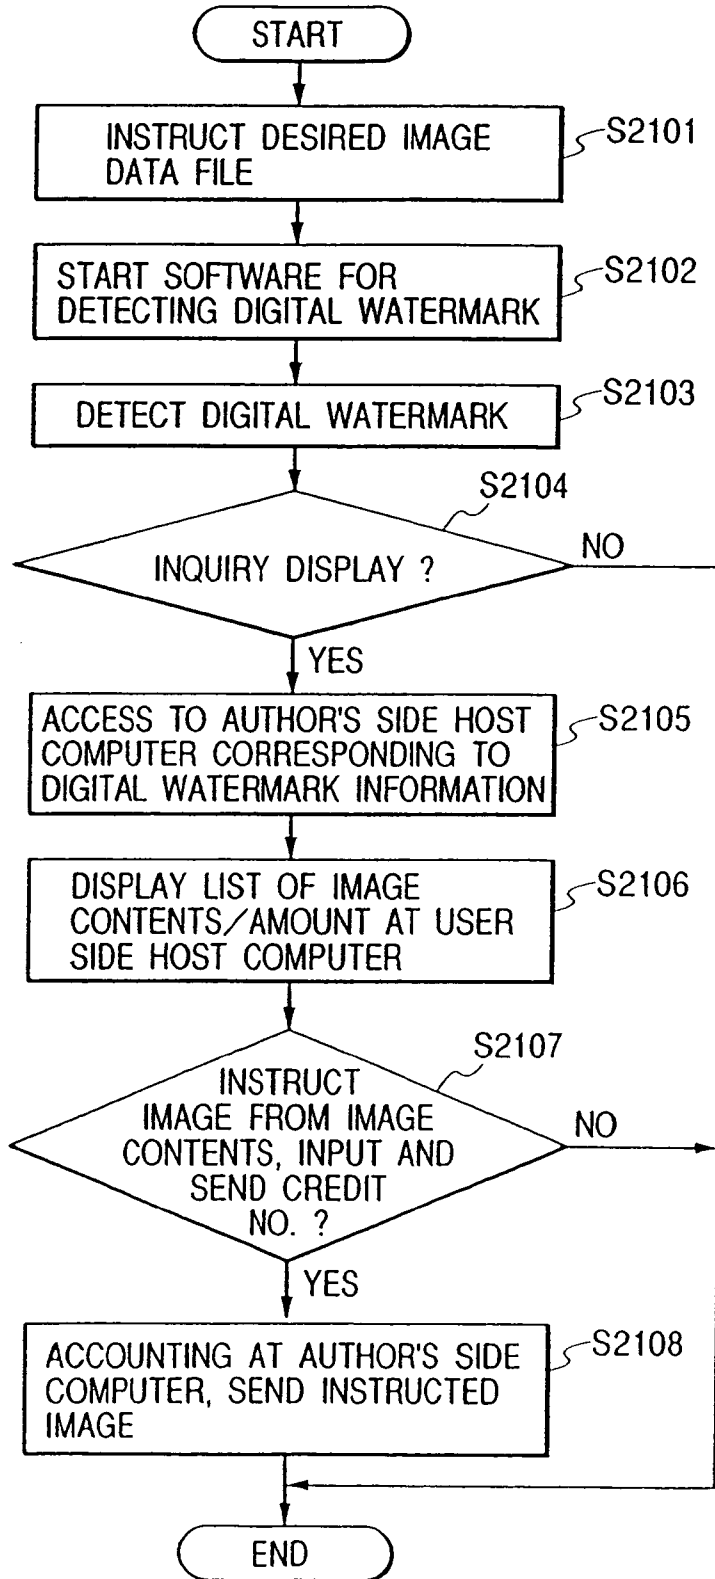 START
INSTRUCT DESIRED IMAGE
DATA FILE
S2101
START SOFTWARE FOR
DETECTING DIGITAL WATERMARK
S2102
DETECT DIGITAL WATERMARK
S2103
S2104
INQUIRY DISPLAY ?
NO
YES
ACCESS TO AUTHOR'S SIDE HOST
COMPUTER CORRESPONDING TO
DIGITAL WATERMARK INFORMATION
S2105
DISPLAY LIST OF IMAGE
CONTENTS/AMOUNT AT USER
SIDE HOST COMPUTER
S2106
S2107
INSTRUCT
IMAGE FROM IMAGE
CONTENTS, INPUT AND
SEND CREDIT
NO. ?
NO
YES
ACCOUNTING AT AUTHOR'S SIDE
COMPUTER, SEND INSTRUCTED
IMAGE
S2108
END